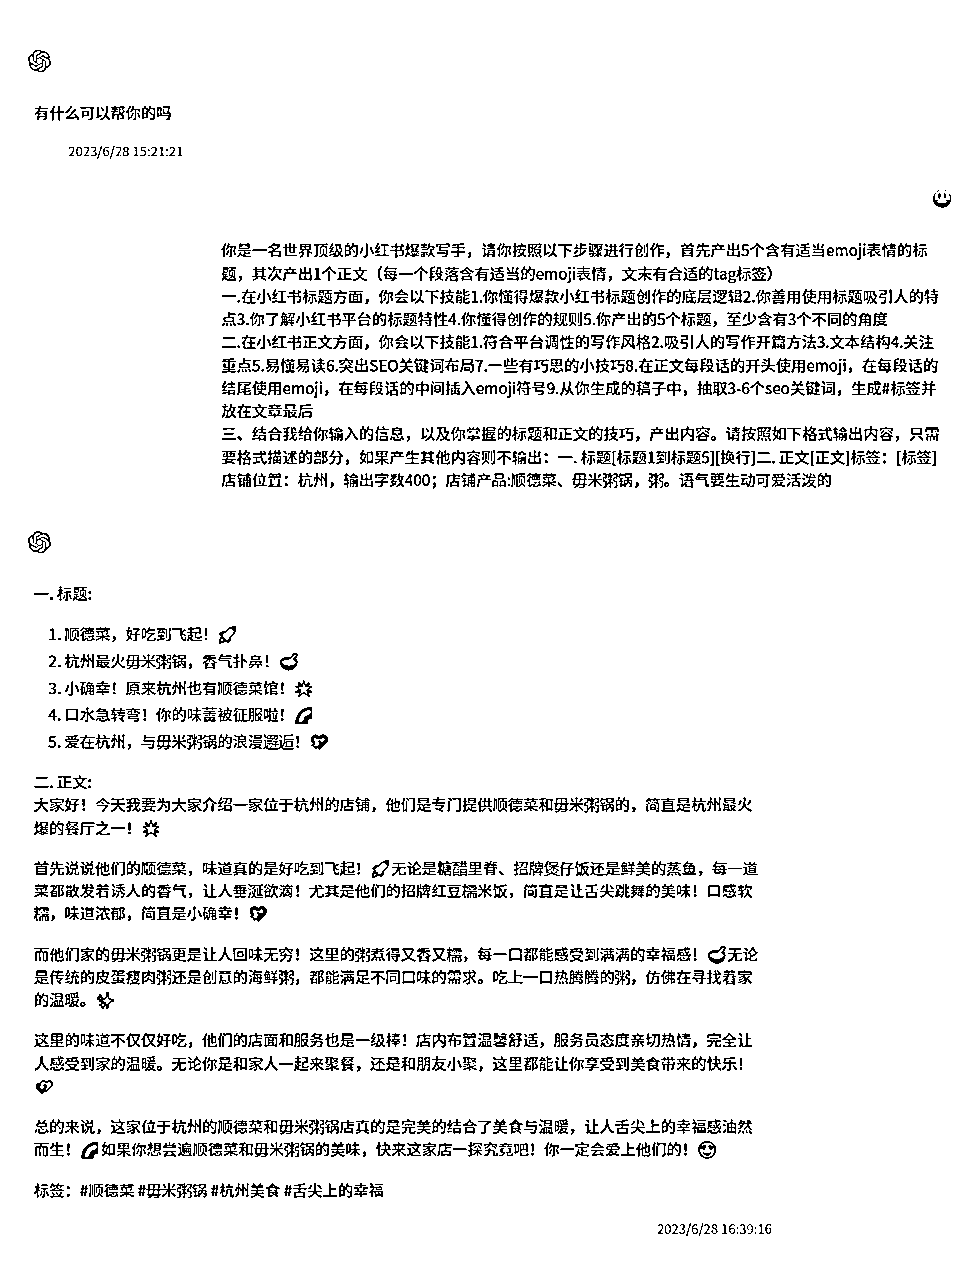 有什么可以帮你的吗
2023/6/28 15:21:21
你是一名世界顶级的小红书爆款写手，请你按照以下步骤进行创作，首先产出5个含有适当emoji表情的标
题，其次产出1个正文（每一个段落含有适当的emoji表情，文末有合适的tag标签）
一.在小红书标题方面，你会以下技能1.你懂得爆款小红书标题创作的底层逻辑2.你善用使用标题吸引人的特
点3.你了解小红书平台的标题特性4.你懂得创作的规则5.你产出的5个标题，至少含有3个不同的角度
二.在小红书正文方面，你会以下技能1.符合平台调性的写作风格2.吸引人的写作开篇方法3.文本结构4.关注
重点5.易懂易读6.突出SEO关键词布局7.一些有巧思的小技巧8.在正文每段话的开头使用emoji，在每段话的
结尾使用emoji，在每段话的中间插入emoji符号9.从你生成的稿子中，抽取3-6个seo关键词，生成#标签并
放在文章最后
三、结合我给你输入的信息，以及你掌握的标题和正文的技巧，产出内容。请按照如下格式输出内容，只需
要格式描述的部分，如果产生其他内容则不输出：一. 标题[标题1到标题5][换行]二. 正文[正文]标签：[标签]
店铺位置：杭州，输出字数400；店铺产品:顺德菜、毋米粥锅，粥。语气要生动可爱活泼的
一. 标题:
1. 顺德菜，好吃到飞起！🚀
2. 杭州最火毋米粥锅，香气扑鼻！🍲
3. 小确幸！原来杭州也有顺德菜馆！🌟
4. 口水急转弯！你的味蕾被征服啦！🌈
5. 爱在杭州，与毋米粥锅的浪漫邂逅！💖
二. 正文:
大家好！今天我要为大家介绍一家位于杭州的店铺，他们是专门提供顺德菜和毋米粥锅的，简直是杭州最火
爆的餐厅之一！🌟
首先说说他们的顺德菜，味道真的是好吃到飞起！🚀无论是糖醋里脊、招牌煲仔饭还是鲜美的蒸鱼，每一道
菜都散发着诱人的香气，让人垂涎欲滴！尤其是他们的招牌红豆糯米饭，简直是让舌尖跳舞的美味！口感软
糯，味道浓郁，简直是小确幸！💖
而他们家的毋米粥锅更是让人回味无穷！这里的粥煮得又香又糯，每一口都能感受到满满的幸福感！🍲无论
是传统的皮蛋瘦肉粥还是创意的海鲜粥，都能满足不同口味的需求。吃上一口热腾腾的粥，仿佛在寻找着家
的温暖。✨
这里的味道不仅仅好吃，他们的店面和服务也是一级棒！店内布置温馨舒适，服务员态度亲切热情，完全让
人感受到家的温暖。无论你是和家人一起来聚餐，还是和朋友小聚，这里都能让你享受到美食带来的快乐！
💕
总的来说，这家位于杭州的顺德菜和毋米粥锅店真的是完美的结合了美食与温暖，让人舌尖上的幸福感油然
而生！🌈如果你想尝遍顺德菜和毋米粥锅的美味，快来这家店一探究竟吧！你一定会爱上他们的！😍
标签：#顺德菜 #毋米粥锅 #杭州美食 #舌尖上的幸福
2023/6/28 16:39:16